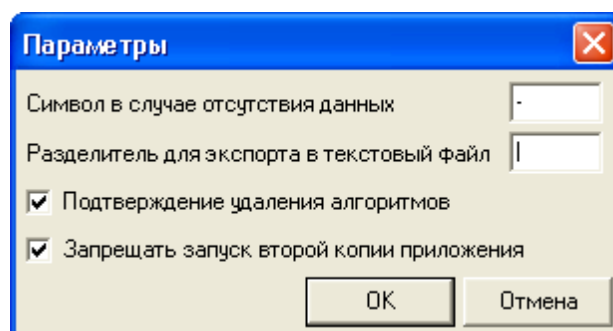 Параметры
Символ в случае отсутствия данных -
Разделитель для экспорта в текстовый файл |
Подтверждение удаления алгоритмов
Запрещать запуск второй копии приложения
OK Отмена